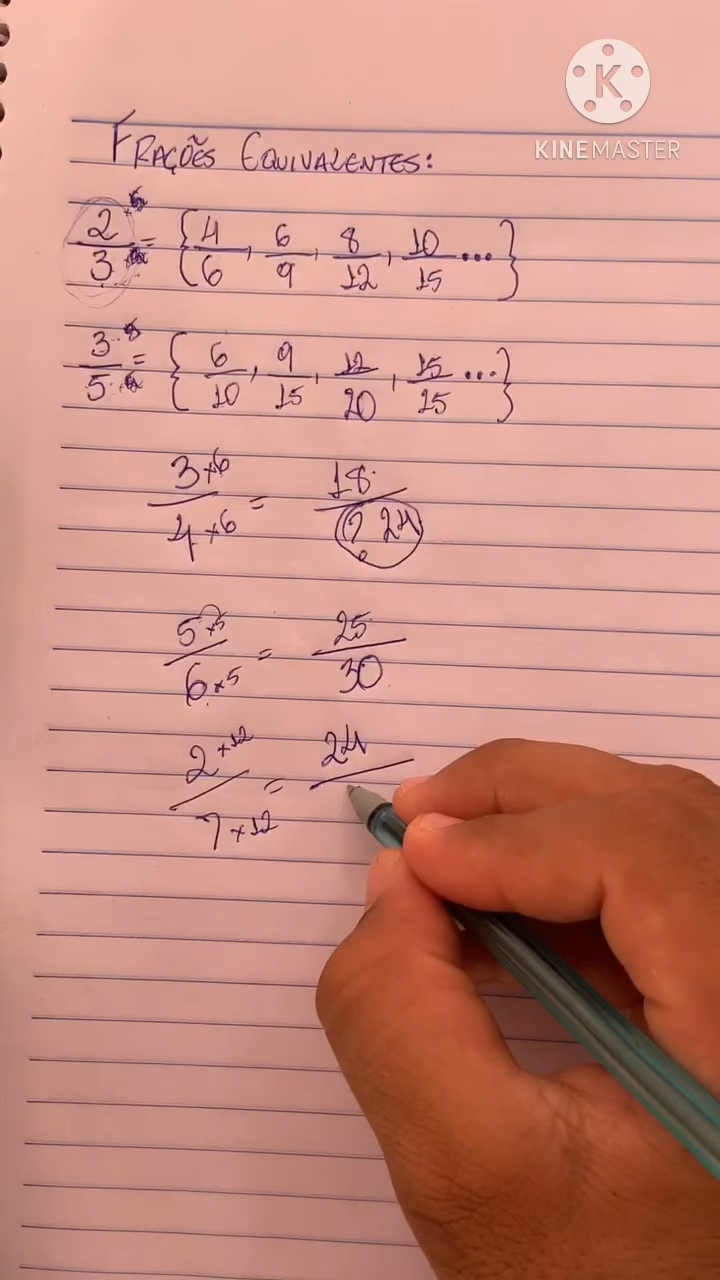 KINEMASTER
FRAÇÕES EQUIVALENTES:
2/3 = {4/6, 6/9, 8/12, 10/15 ...}
3/5 = {6/10, 9/15, 12/20, 15/25 ...}
3×6/4×6 = 18/? 24
5×5/6×5 = 25/30
2×12/7×12 = 24/